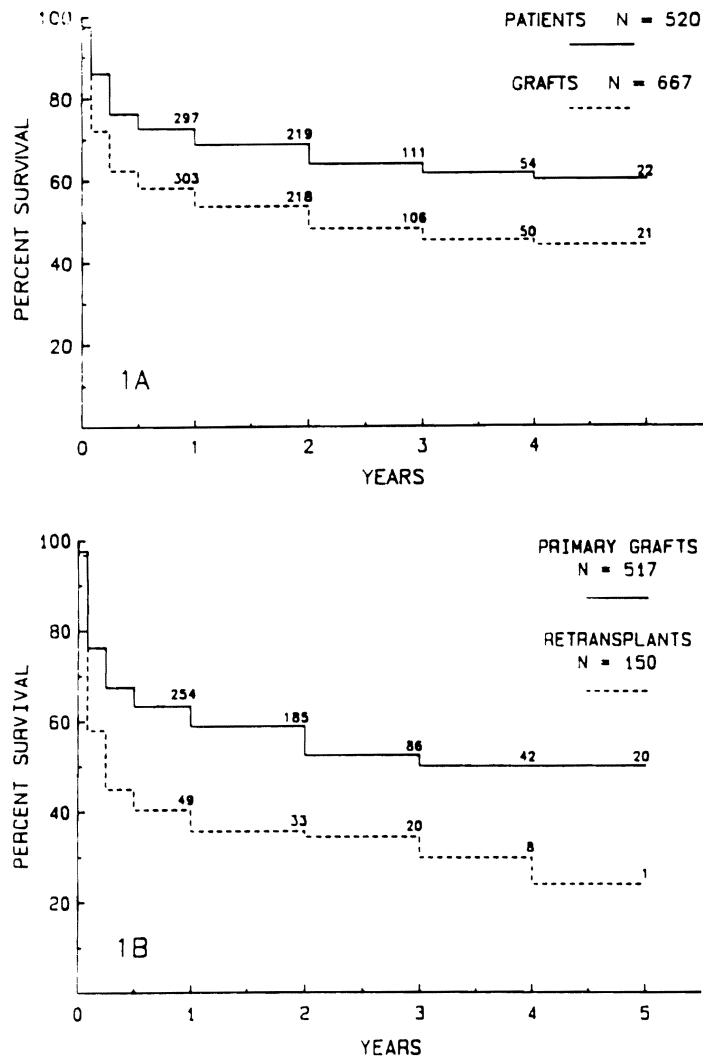 100
80
60
40
20
0
PERCENT SURVIVAL
PATIENTS N = 520
GRAFTS N = 667
297
219
111
54
22
303
218
106
50
21
1A
0 1 2 3 4 5
YEARS
100
80
60
40
20
PERCENT SURVIVAL
PRIMARY GRAFTS
N = 517
RETRANSPLANTS
N = 150
254
185
86
42
20
49
33
20
8
1
1B
0 1 2 3 4 5
YEARS